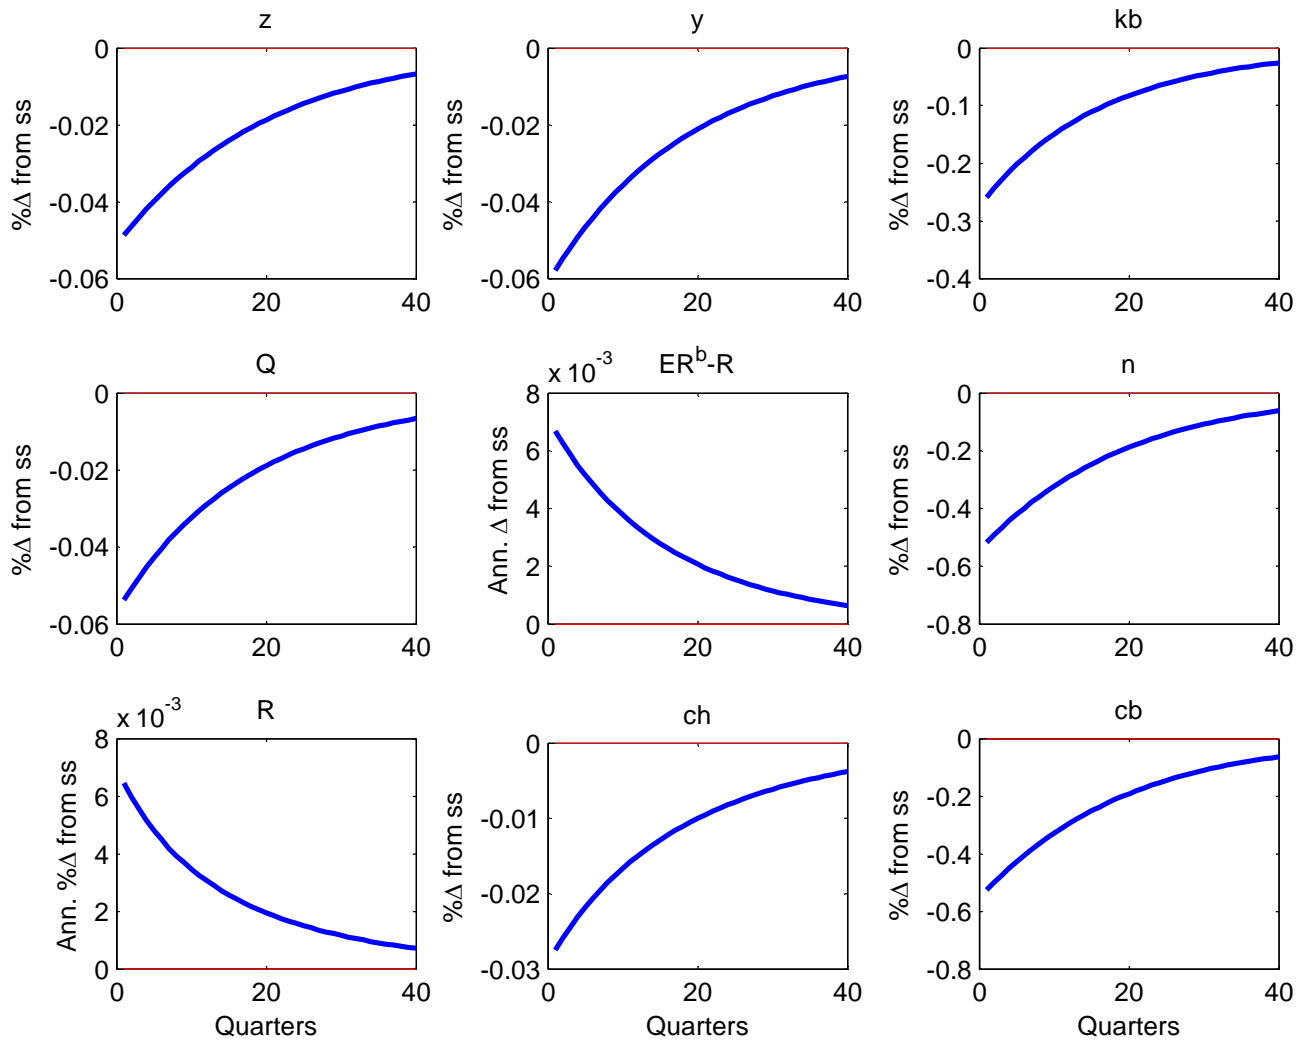 z
y
kb
0
-0.02
-0.04
-0.06
0
20
40
%Δ from ss
0
-0.02
-0.04
-0.06
0
20
40
%Δ from ss
0
-0.1
-0.2
-0.3
-0.4
0
20
40
%Δ from ss
Q
x 10^-3
ER^b-R
n
0
-0.02
-0.04
-0.06
0
20
40
%Δ from ss
8
6
4
2
0
0
20
40
Ann. Δ from ss
0
-0.2
-0.4
-0.6
-0.8
0
20
40
%Δ from ss
x 10^-3
R
ch
cb
8
6
4
2
0
0
20
40
Ann. %Δ from ss
Quarters
0
-0.01
-0.02
-0.03
0
20
40
%Δ from ss
Quarters
0
-0.2
-0.4
-0.6
-0.8
0
20
40
%Δ from ss
Quarters